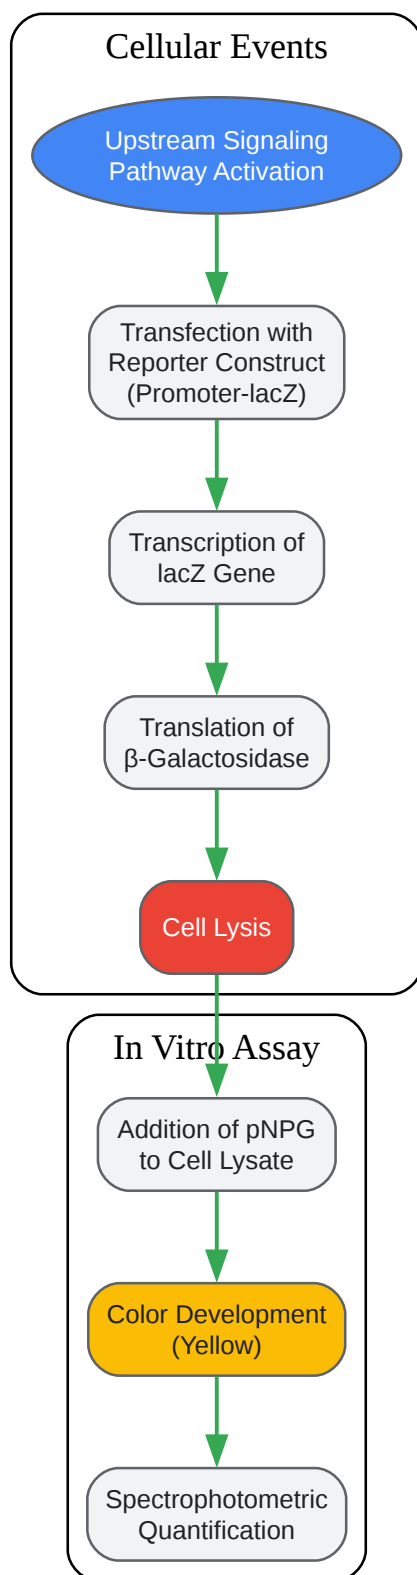 Cellular Events
Upstream Signaling
Pathway Activation
Transfection with
Reporter Construct
(Promoter-lacZ)
Transcription of
lacZ Gene
Translation of
β-Galactosidase
Cell Lysis
In Vitro Assay
Addition of pNPG
to Cell Lysate
Color Development
(Yellow)
Spectrophotometric
Quantification